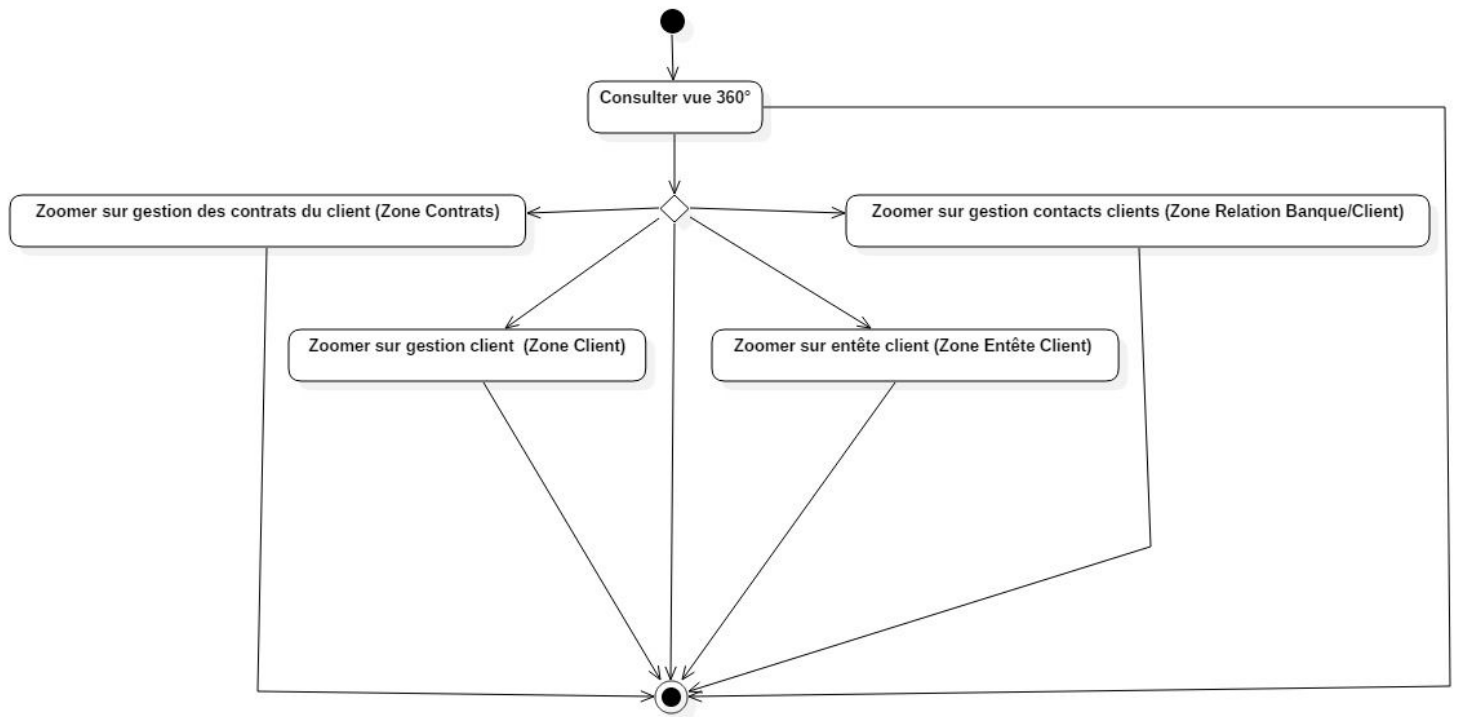 Consulter vue 360°
Zoomer sur gestion des contrats du client (Zone Contrats)
Zoomer sur gestion contacts clients (Zone Relation Banque/Client)
Zoomer sur gestion client  (Zone Client)
Zoomer sur entête client (Zone Entête Client)